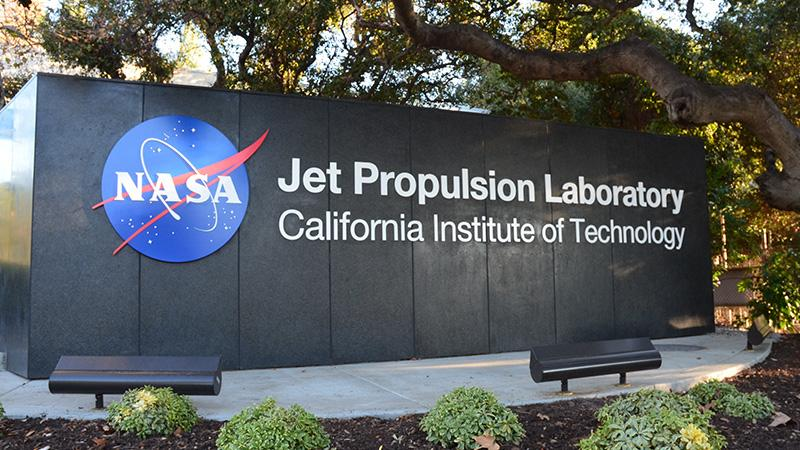 NASA
Jet Propulsion Laboratory
California Institute of Technology